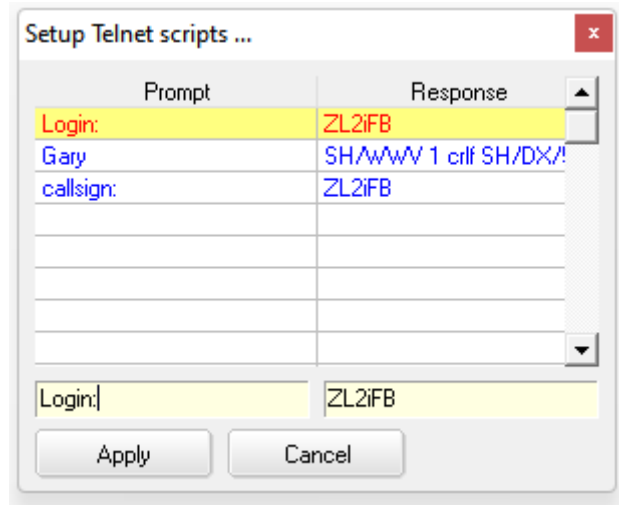 Setup Telnet scripts ...
x
Prompt Response
Login: ZL2iFB
Gary SH/WWV 1 crlf SH/DX/
callsign: ZL2iFB
Login: ZL2iFB
Apply Cancel